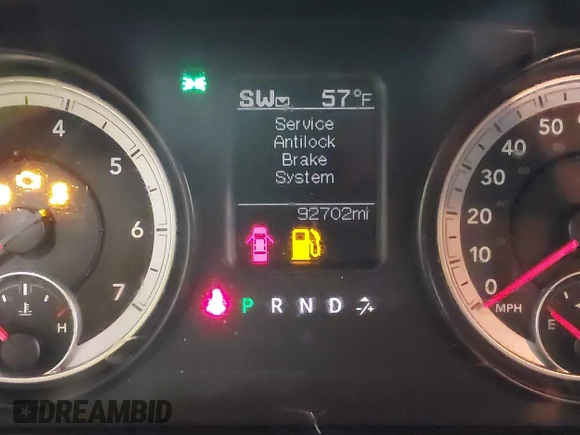 SW 57°F
Service
Antilock
Brake
System
92702mi
4
5
6
7
H
P R N D
50
40
30
20
10
0
MPH
E
DREAMBID